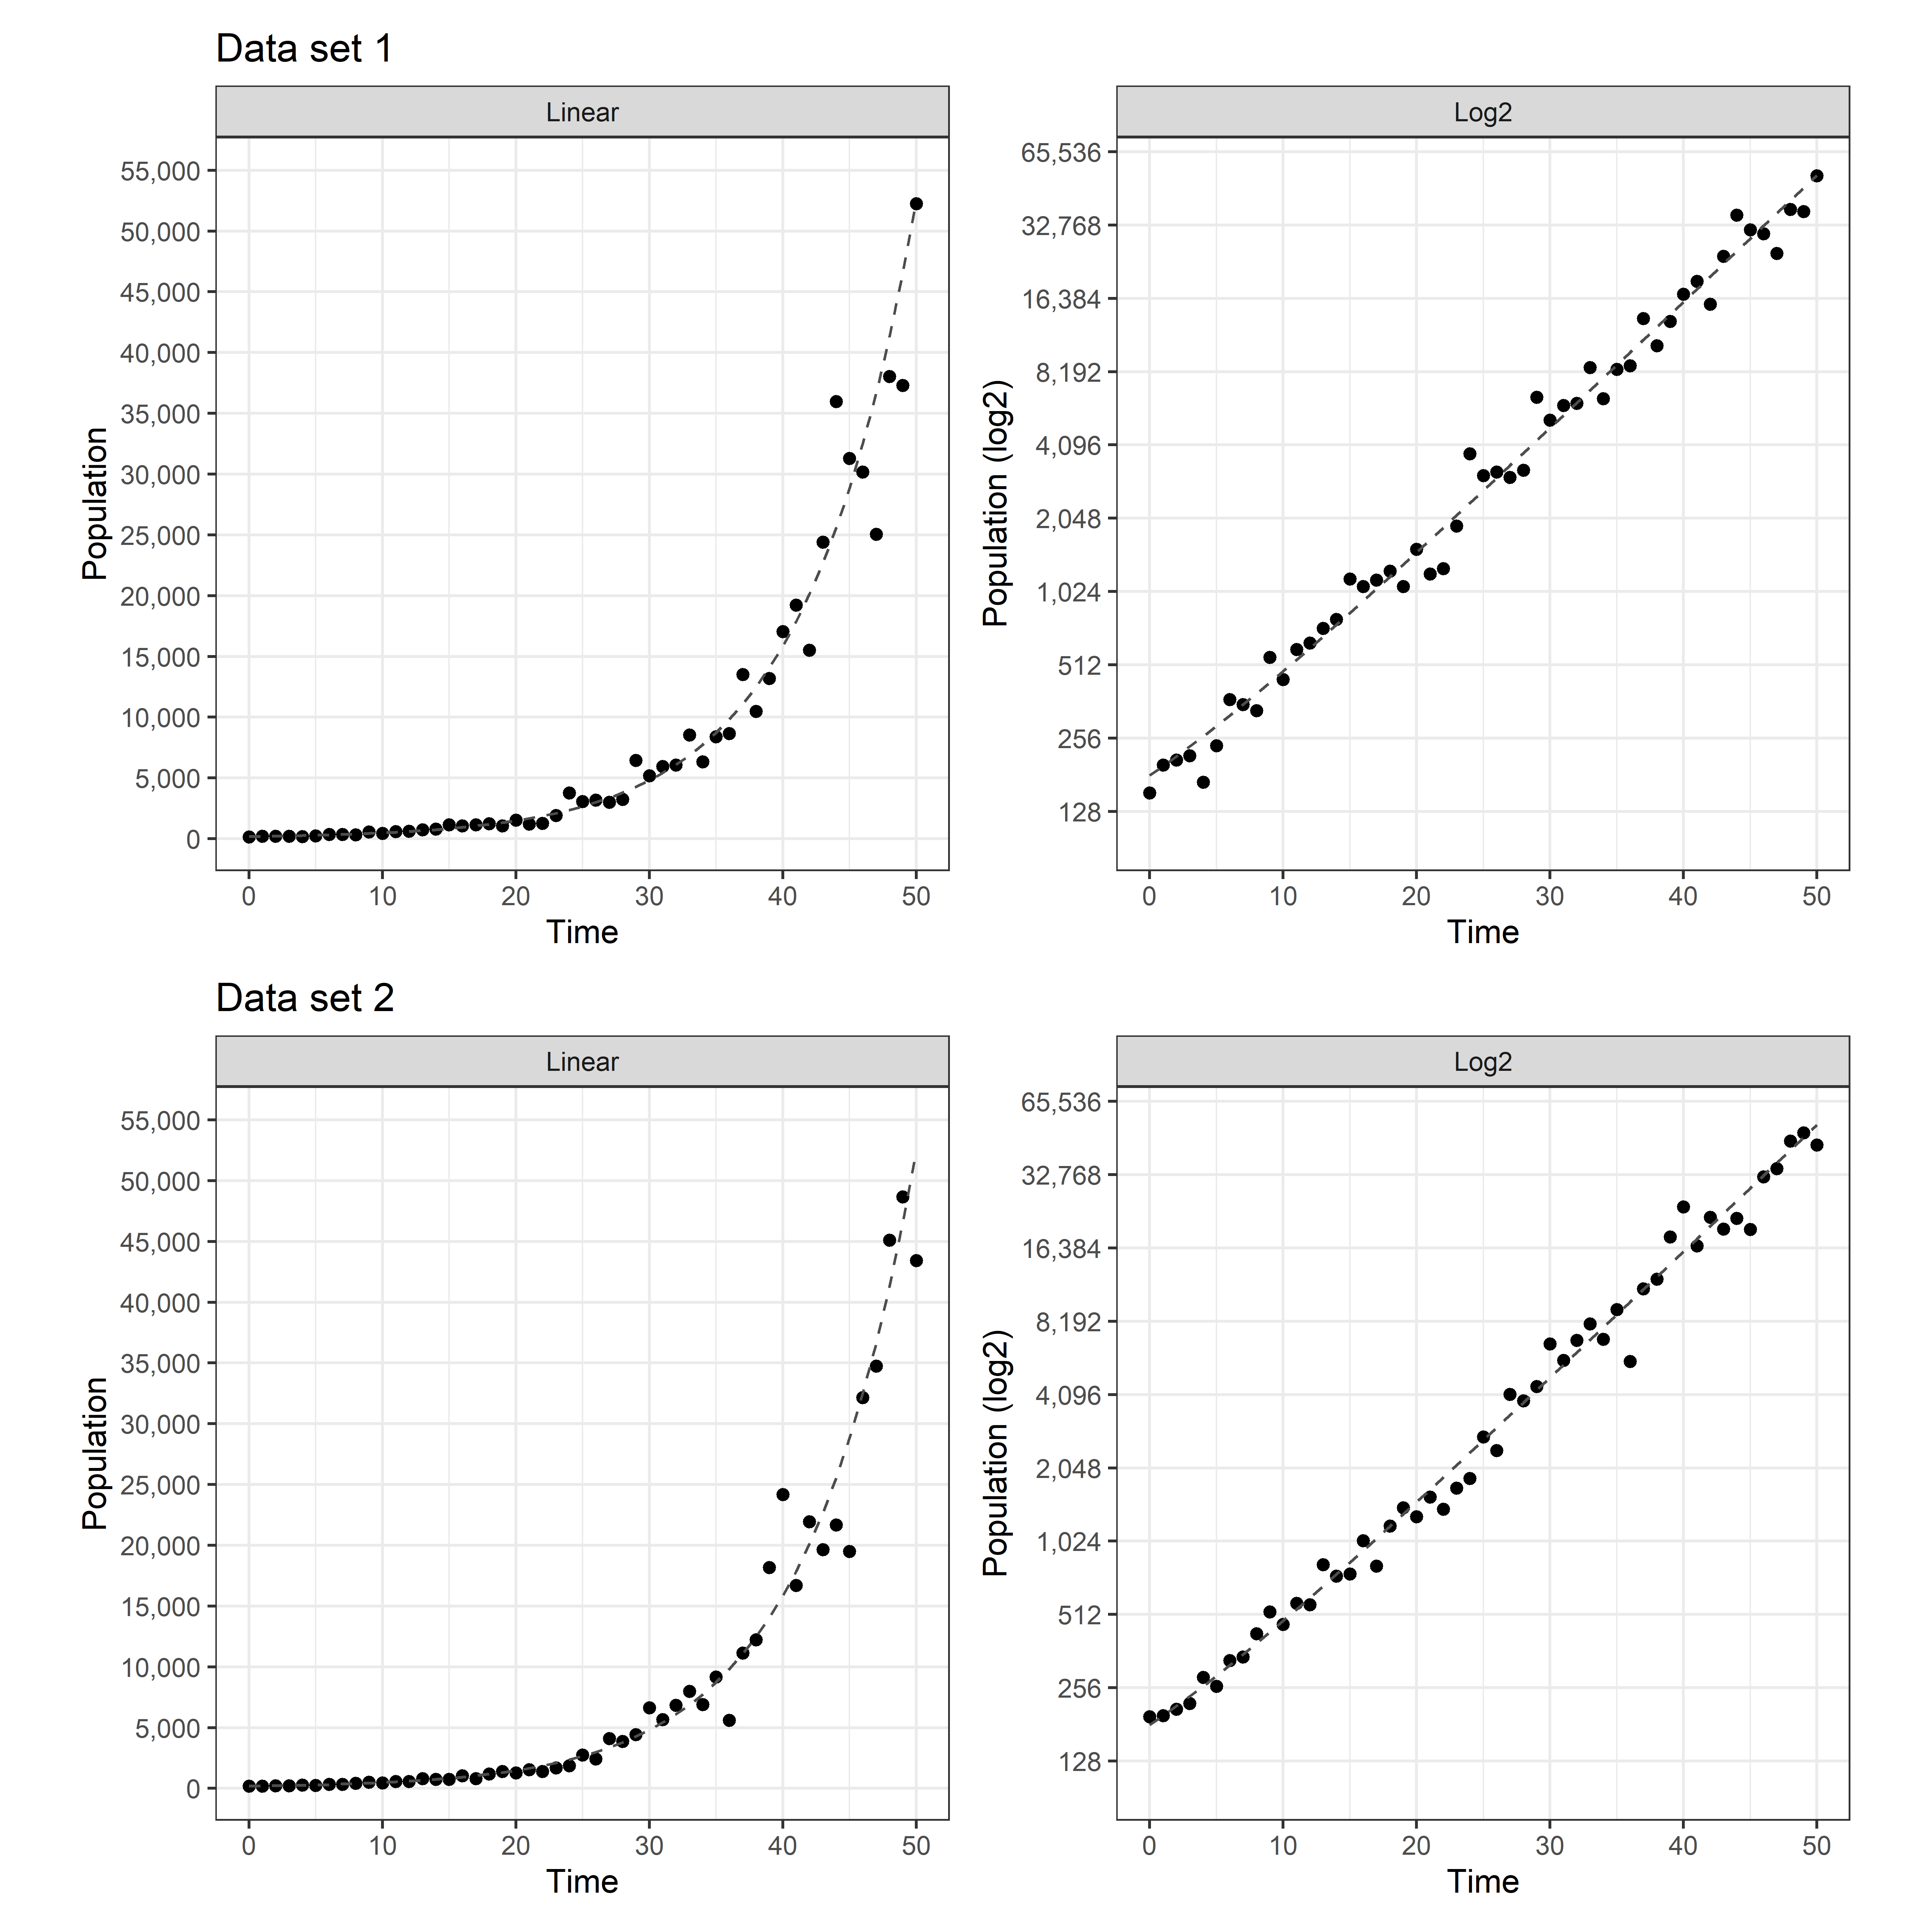 Data set 1
Linear
Log2
55,000
50,000
45,000
40,000
35,000
30,000
25,000
20,000
15,000
10,000
5,000
0
Population
0 10 20 30 40 50
Time
65,536
32,768
16,384
8,192
4,096
2,048
1,024
512
256
128
Population (log2)
0 10 20 30 40 50
Time
Data set 2
Linear
Log2
55,000
50,000
45,000
40,000
35,000
30,000
25,000
20,000
15,000
10,000
5,000
0
Population
0 10 20 30 40 50
Time
65,536
32,768
16,384
8,192
4,096
2,048
1,024
512
256
128
Population (log2)
0 10 20 30 40 50
Time